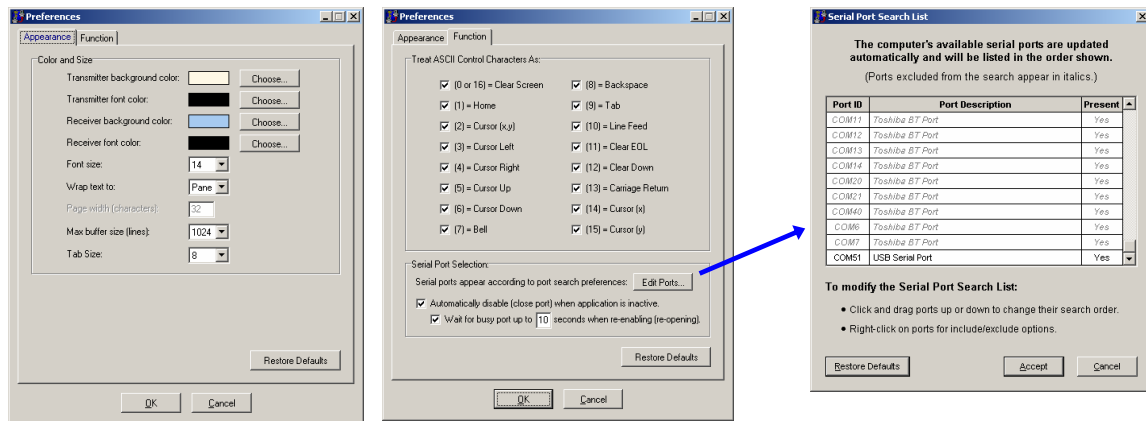 Preferences
Appearance Function
Color and Size
Transmitter background color: Choose...
Transmitter font color: Choose...
Receiver background color: Choose...
Receiver font color: Choose...
Font size: 14
Wrap text to: Pane
Page width (characters): 32
Max buffer size (lines): 1024
Tab Size: 8
Restore Defaults
OK Cancel
Preferences
Appearance Function
Treat ASCII Control Characters As:
(0 or 16) = Clear Screen (8) = Backspace
(1) = Home (9) = Tab
(2) = Cursor (x,y) (10) = Line Feed
(3) = Cursor Left (11) = Clear EOL
(4) = Cursor Right (12) = Clear Down
(5) = Cursor Up (13) = Carriage Return
(6) = Cursor Down (14) = Cursor (x)
(7) = Bell (15) = Cursor (y)
Serial Port Selection:
Serial ports appear according to port search preferences: Edit Ports...
Automatically disable (close port) when application is inactive.
Wait for busy port up to 10 seconds when re-enabling (re-opening).
Restore Defaults
OK Cancel
Serial Port Search List
The computer's available serial ports are updated
automatically and will be listed in the order shown.
(Ports excluded from the search appear in italics.)
Port ID Port Description Present
COM11 Toshiba BT Port Yes
COM12 Toshiba BT Port Yes
COM13 Toshiba BT Port Yes
COM14 Toshiba BT Port Yes
COM20 Toshiba BT Port Yes
COM21 Toshiba BT Port Yes
COM40 Toshiba BT Port Yes
COM6 Toshiba BT Port Yes
COM7 Toshiba BT Port Yes
COM51 USB Serial Port Yes
To modify the Serial Port Search List:
• Click and drag ports up or down to change their search order.
• Right-click on ports for include/exclude options.
Restore Defaults Accept Cancel